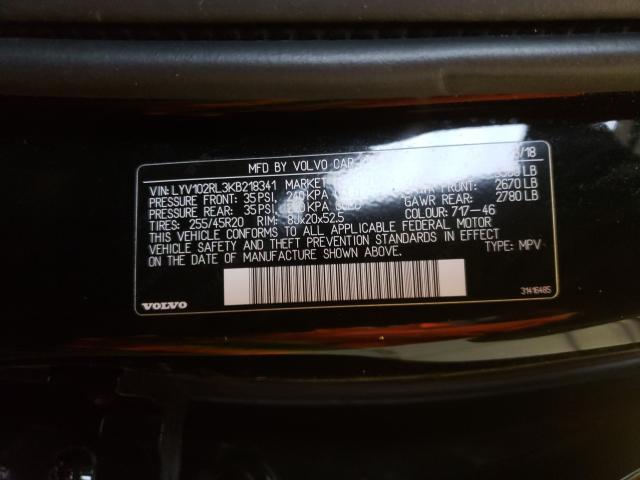 MFD BY VOLVO CAR 18
VIN: LYV102RL3KB218341 MARKET
PRESSURE FRONT: 35PSI, 240KPA FRONT: 2670 LB
PRESSURE REAR: 35PSI, KPA COLD GAWR REAR: 2780 LB
TIRES: 255/45R20 RIM: 8JX20X52.5 COLOUR: 717-46
THIS VEHICLE CONFORMS TO ALL APPLICABLE FEDERAL MOTOR
VEHICLE SAFETY AND THEFT PREVENTION STANDARDS IN EFFECT
ON THE DATE OF MANUFACTURE SHOWN ABOVE. TYPE: MPV
VOLVO 31416485